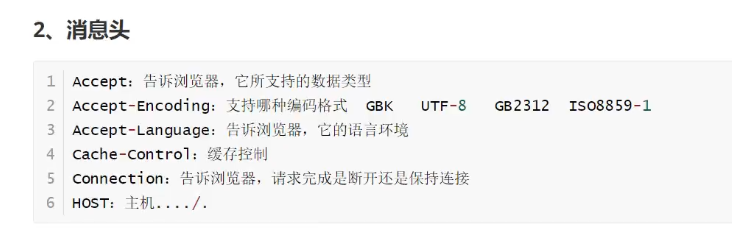 2、消息头
1 Accept：告诉浏览器，它所支持的数据类型
2 Accept-Encoding：支持哪种编码格式  GBK   UTF-8   GB2312  ISO8859-1
3 Accept-Language：告诉浏览器，它的语言环境
4 Cache-Control：缓存控制
5 Connection：告诉浏览器，请求完成是断开还是保持连接
6 HOST：主机..../.